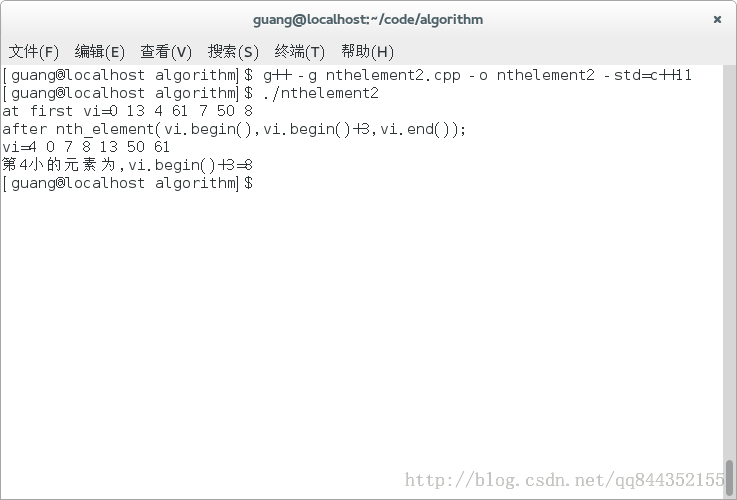 guang@localhost:~/code/algorithm
文件(F) 编辑(E) 查看(V) 搜索(S) 终端(T) 帮助(H)
[guang@localhost algorithm]$ g++ -g nthelement2.cpp -o nthelement2 -std=c++11
[guang@localhost algorithm]$ ./nthelement2
at first vi=0 13 4 61 7 50 8
after nth_element(vi.begin(),vi.begin()+3,vi.end());
vi=4 0 7 8 13 50 61
第4小的元素为,vi.begin()+3=8
[guang@localhost algorithm]$
http://blog.csdn.net/qq844352155